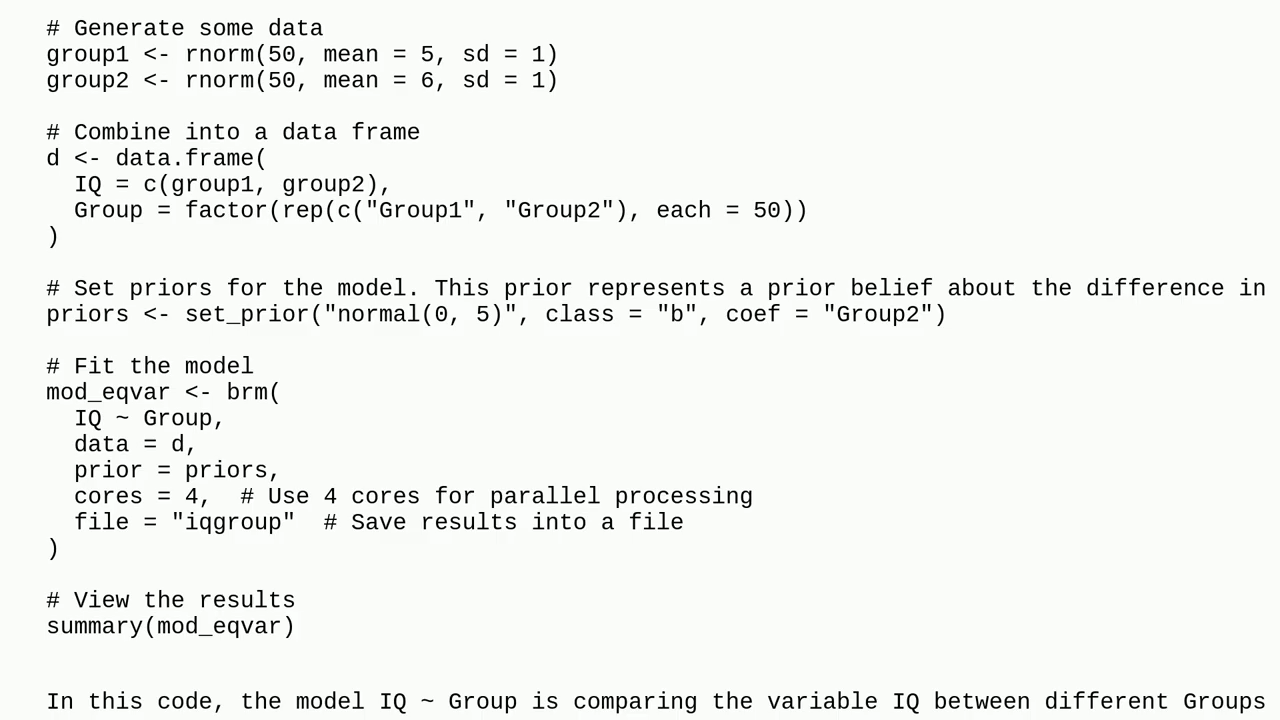 # Generate some data
group1 <- rnorm(50, mean = 5, sd = 1)
group2 <- rnorm(50, mean = 6, sd = 1)
# Combine into a data frame
d <- data.frame(
  IQ = c(group1, group2),
  Group = factor(rep(c("Group1", "Group2"), each = 50))
)
# Set priors for the model. This prior represents a prior belief about the difference in
priors <- set_prior("normal(0, 5)", class = "b", coef = "Group2")
# Fit the model
mod_eqvar <- brm(
  IQ ~ Group,
  data = d,
  prior = priors,
  cores = 4,  # Use 4 cores for parallel processing
  file = "iqgroup"  # Save results into a file
)
# View the results
summary(mod_eqvar)
In this code, the model IQ ~ Group is comparing the variable IQ between different Groups